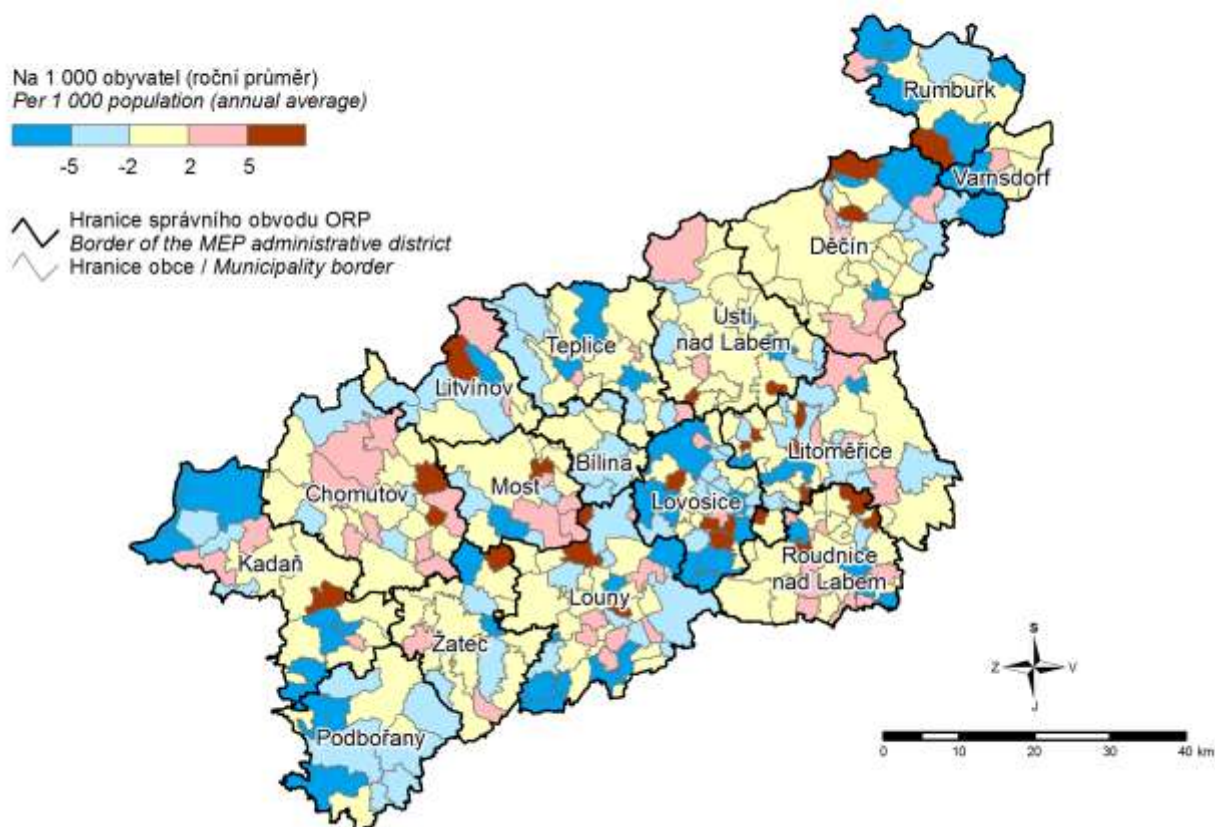 Na 1 000 obyvatel (roční průměr)
Per 1 000 population (annual average)
-5 -2 2 5
Hranice správního obvodu ORP
Border of the MEP administrative district
Hranice obce / Municipality border
Rumburk
Varnsdorf
Děčín
Ústí
nad Labem
Teplice
Litvínov
Litoměřice
Bílina
Most
Lovosice
Chomutov
Kadaň
Roudnice
nad Labem
Louny
Žatec
Podbořany
S
Z V
J
0 10 20 40 km